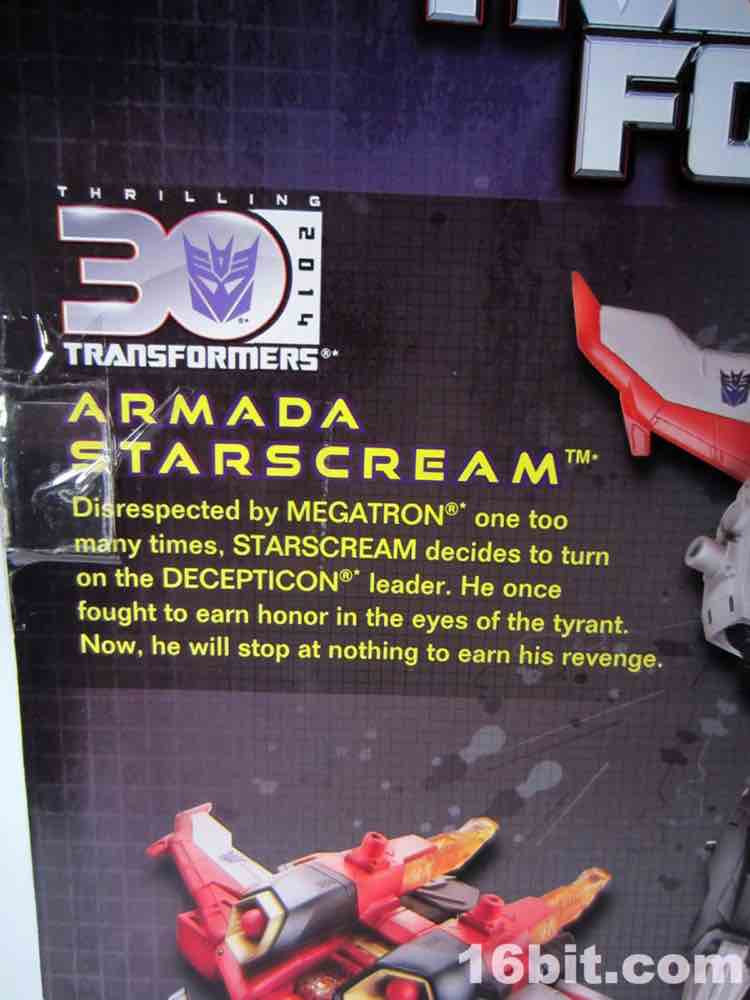 FO
THRILLING
30
2014
TRANSFORMERS®*
ARMADA
STARSCREAM™*
Disrespected by MEGATRON®* one too
many times, STARSCREAM decides to turn
on the DECEPTICON®* leader. He once
fought to earn honor in the eyes of the tyrant.
Now, he will stop at nothing to earn his revenge.
16bit.com